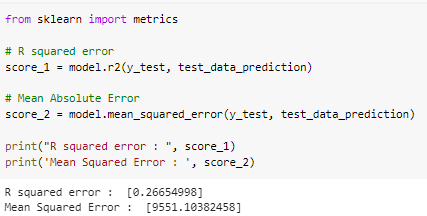 from sklearn import metrics
# R squared error
score_1 = model.r2(y_test, test_data_prediction)
# Mean Absolute Error
score_2 = model.mean_squared_error(y_test, test_data_prediction)
print("R squared error : ", score_1)
print('Mean Squared Error : ', score_2)
R squared error :  [0.26654998]
Mean Squared Error :  [9551.10382458]